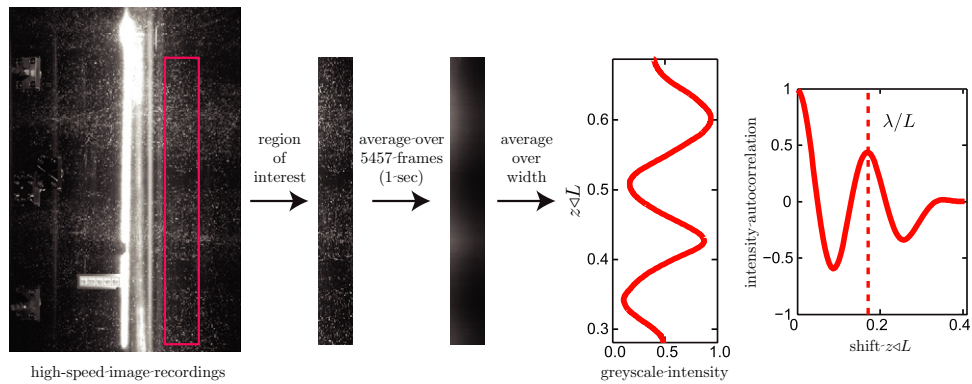 high-speed-image-recordings
region
of
interest
average-over
5457-frames
(1-sec)
average
over
width
z◃L
0.6
0.5
0.4
0.3
0.0 0.5 1.0
greyscale-intensity
intensity-autocorrelation
1
0.5
0
−0.5
−1
λ/L
0 0.2 0.4
shift-z◃L